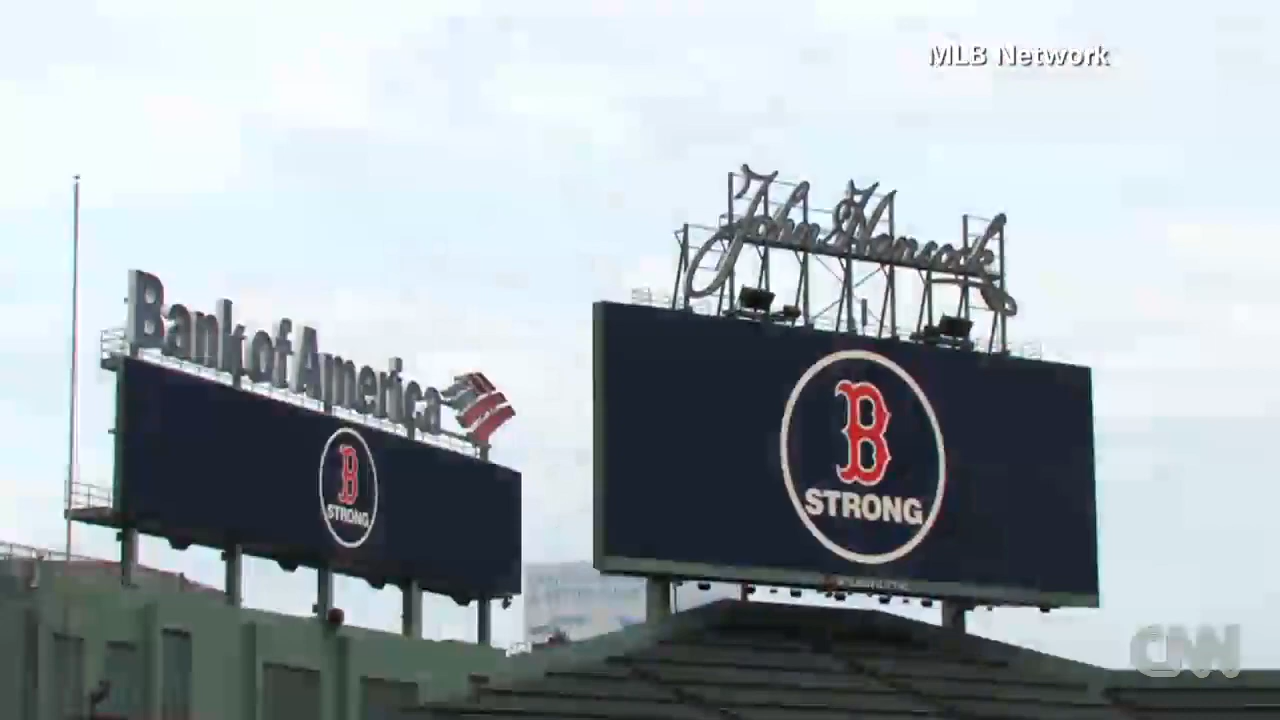 MLB Network
John Hancock
Bank of America
B
STRONG
B
STRONG
CNN